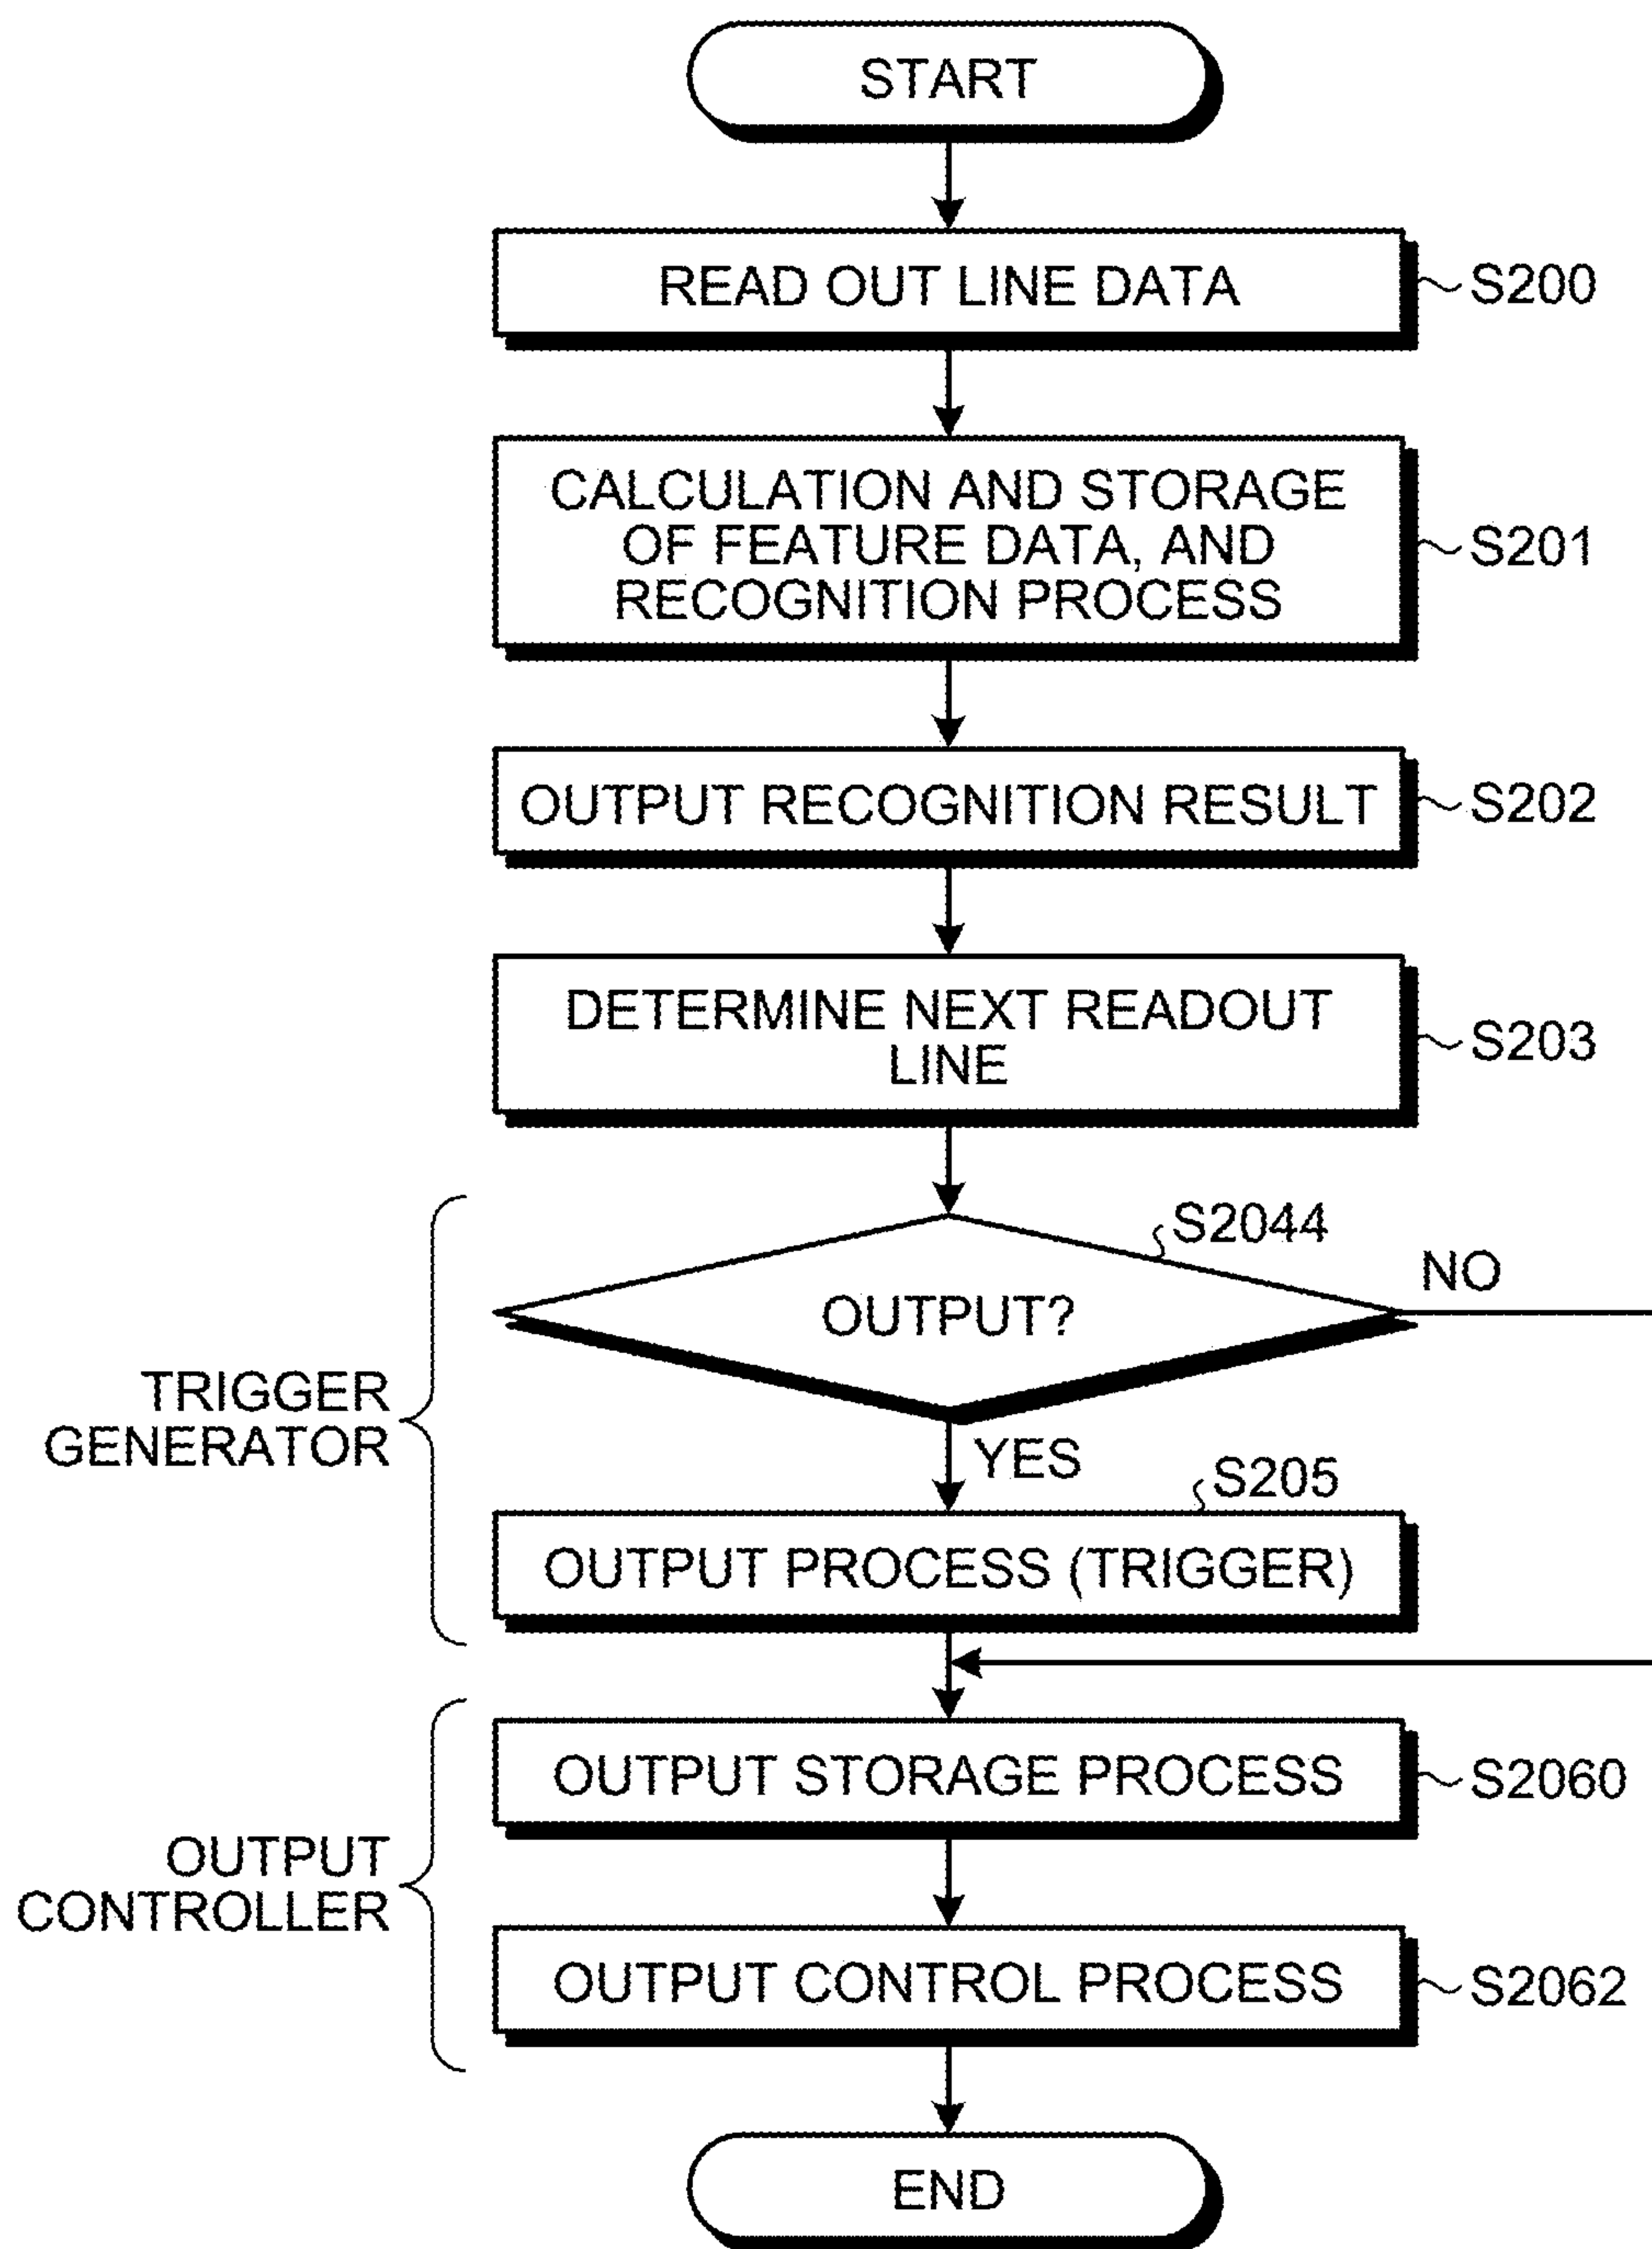 START
READ OUT LINE DATA
S200
CALCULATION AND STORAGE
OF FEATURE DATA, AND
RECOGNITION PROCESS
S201
OUTPUT RECOGNITION RESULT
S202
DETERMINE NEXT READOUT
LINE
S203
S2044
NO
OUTPUT?
TRIGGER
GENERATOR
YES
S205
OUTPUT PROCESS (TRIGGER)
OUTPUT STORAGE PROCESS
S2060
OUTPUT
CONTROLLER
OUTPUT CONTROL PROCESS
S2062
END